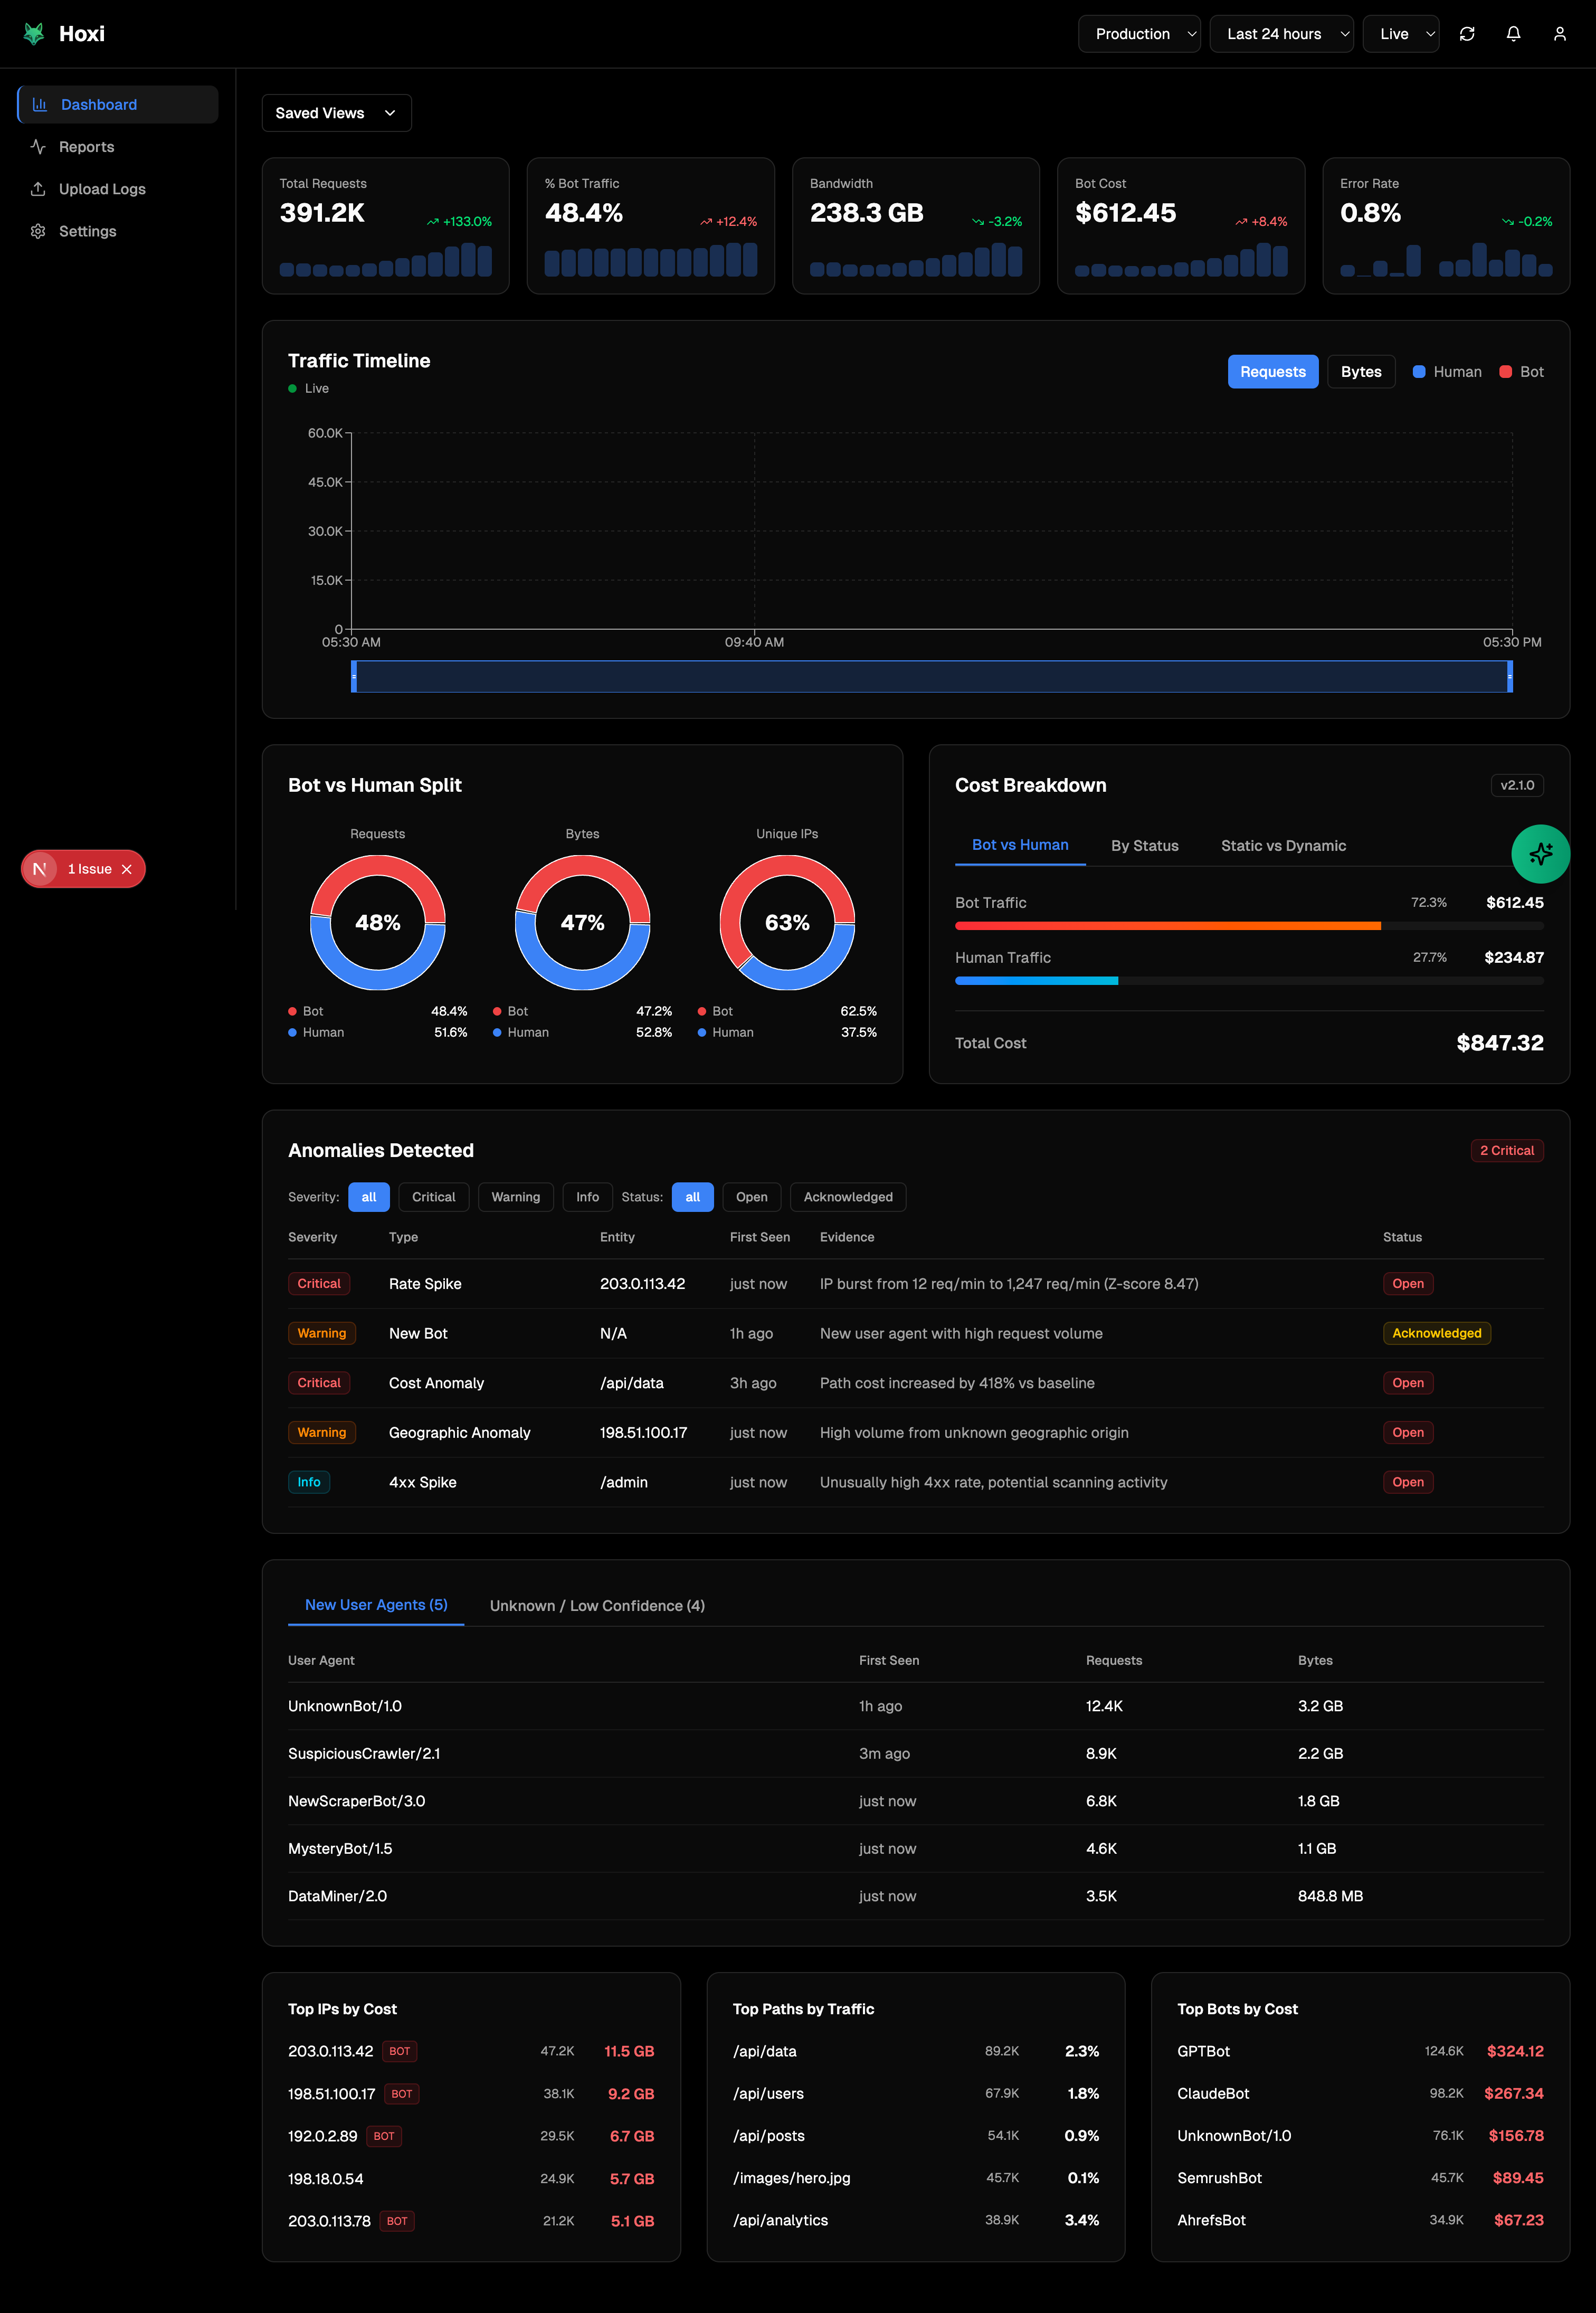 Hoxi
Production
Last 24 hours
Live
Dashboard
Reports
Upload Logs
Settings
N 1 Issue
Saved Views
Total Requests
391.2K +133.0%
% Bot Traffic
48.4% +12.4%
Bandwidth
238.3 GB -3.2%
Bot Cost
$612.45 +8.4%
Error Rate
0.8% -0.2%
Traffic Timeline
Live
Requests Bytes Human Bot
60.0K
45.0K
30.0K
15.0K
0
05:30 AM 09:40 AM 05:30 PM
Bot vs Human Split
Requests
48%
Bot 48.4%
Human 51.6%
Bytes
47%
Bot 47.2%
Human 52.8%
Unique IPs
63%
Bot 62.5%
Human 37.5%
Cost Breakdown v2.1.0
Bot vs Human By Status Static vs Dynamic
Bot Traffic 72.3% $612.45
Human Traffic 27.7% $234.87
Total Cost $847.32
Anomalies Detected 2 Critical
Severity: all Critical Warning Info Status: all Open Acknowledged
Severity Type Entity First Seen Evidence Status
Critical Rate Spike 203.0.113.42 just now IP burst from 12 req/min to 1,247 req/min (Z-score 8.47) Open
Warning New Bot N/A 1h ago New user agent with high request volume Acknowledged
Critical Cost Anomaly /api/data 3h ago Path cost increased by 418% vs baseline Open
Warning Geographic Anomaly 198.51.100.17 just now High volume from unknown geographic origin Open
Info 4xx Spike /admin just now Unusually high 4xx rate, potential scanning activity Open
New User Agents (5) Unknown / Low Confidence (4)
User Agent First Seen Requests Bytes
UnknownBot/1.0 1h ago 12.4K 3.2 GB
SuspiciousCrawler/2.1 3m ago 8.9K 2.2 GB
NewScraperBot/3.0 just now 6.8K 1.8 GB
MysteryBot/1.5 just now 4.6K 1.1 GB
DataMiner/2.0 just now 3.5K 848.8 MB
Top IPs by Cost
203.0.113.42 BOT 47.2K 11.5 GB
198.51.100.17 BOT 38.1K 9.2 GB
192.0.2.89 BOT 29.5K 6.7 GB
198.18.0.54 24.9K 5.7 GB
203.0.113.78 BOT 21.2K 5.1 GB
Top Paths by Traffic
/api/data 89.2K 2.3%
/api/users 67.9K 1.8%
/api/posts 54.1K 0.9%
/images/hero.jpg 45.7K 0.1%
/api/analytics 38.9K 3.4%
Top Bots by Cost
GPTBot 124.6K $324.12
ClaudeBot 98.2K $267.34
UnknownBot/1.0 76.1K $156.78
SemrushBot 45.7K $89.45
AhrefsBot 34.9K $67.23